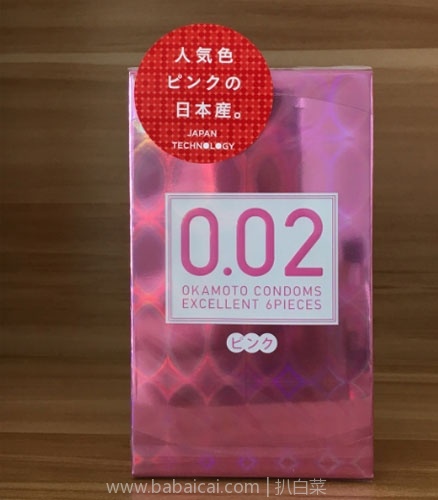 人気色
ピンクの
日本産。
JAPAN
TECHNOLOGY.
0.02
OKAMOTO CONDOMS
EXCELLENT 6PIECES
ピンク
www.babaicai.com | 扒白菜